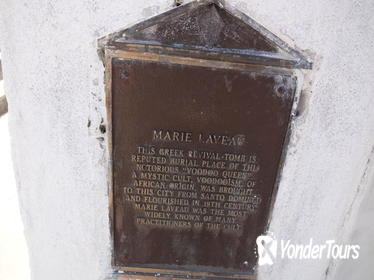 MARIE LAVEAU
THIS GREEK REVIVAL TOMB IS
REPUTED BURIAL PLACE OF THIS
NOTORIOUS "VOODOO QUEEN".
A MYSTIC CULT, VOODOOISM, OF
AFRICAN ORIGIN, WAS BROUGHT
TO THIS CITY FROM SANTO DOMINGO
AND FLOURISHED IN 19TH CENTURY.
MARIE LAVEAU WAS THE MOST
WIDELY KNOWN OF MANY
PRACTITIONERS OF THE CULT.
YonderTours